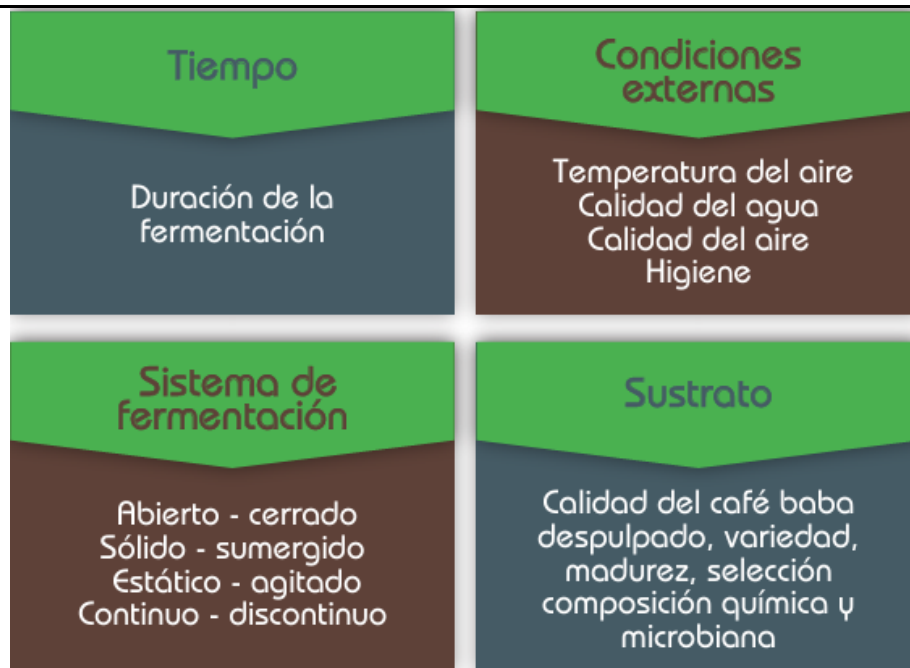 Tiempo
Duración de la
fermentación
Condiciones
externas
Temperatura del aire
Calidad del agua
Calidad del aire
Higiene
Sistema de
fermentación
Abierto - cerrado
Sólido - sumergido
Estático - agitado
Continuo - discontinuo
Sustrato
Calidad del café baba
despulpado, variedad,
madurez, selección
composición química y
microbiana